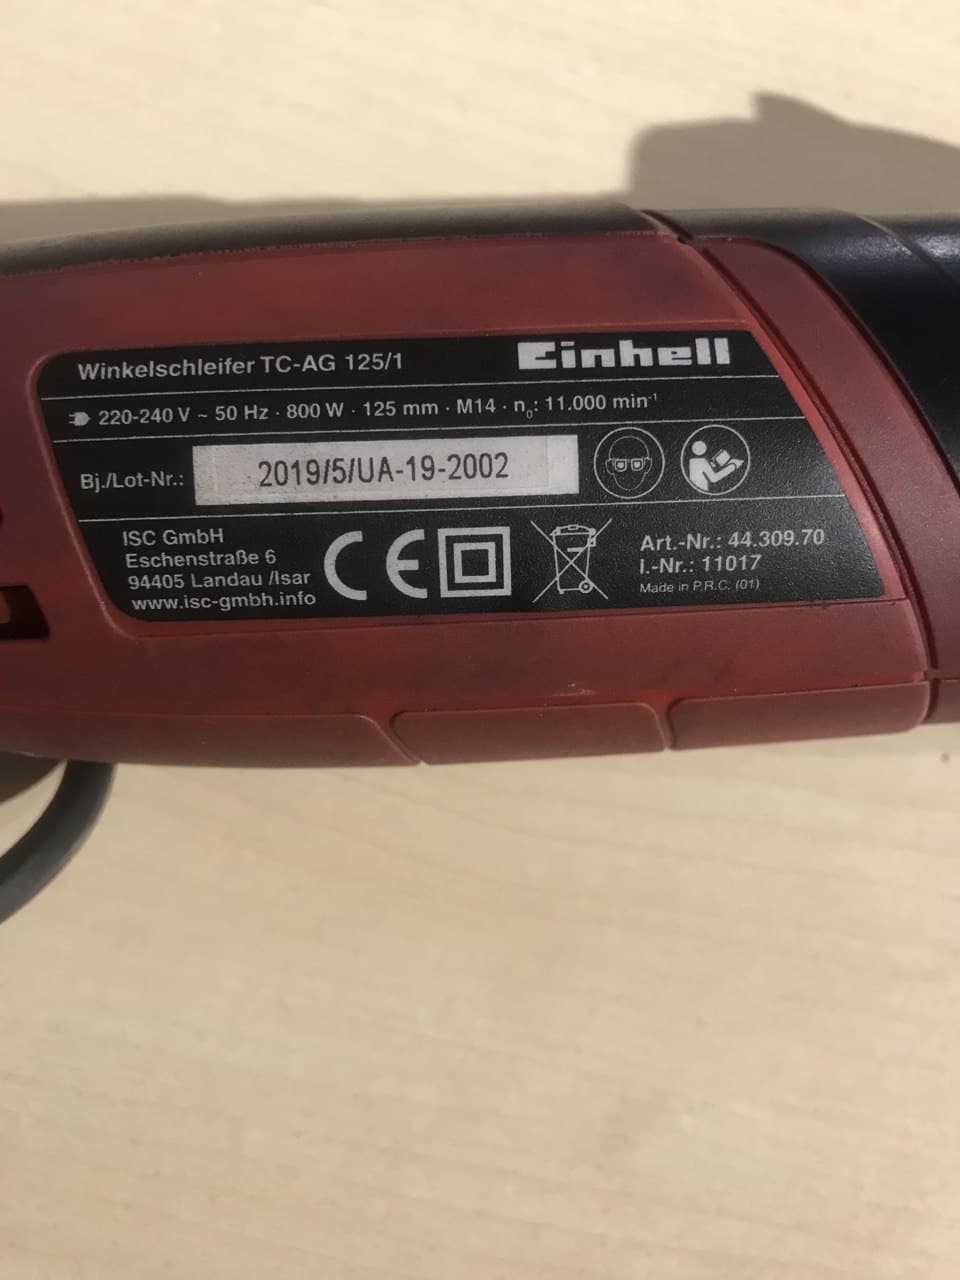 Winkelschleifer TC-AG 125/1
Einhell
220-240 V ~ 50 Hz · 800 W · 125 mm · M14 · n₀: 11.000 min⁻¹
Bj./Lot-Nr.: 2019/5/UA-19-2002
ISC GmbH
Eschenstraße 6
94405 Landau /Isar
www.isc-gmbh.info
CE
Art.-Nr.: 44.309.70
I.-Nr.: 11017
Made in P.R.C. (01)